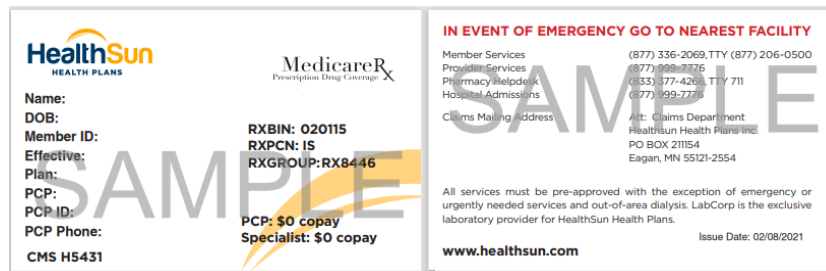 HealthSun
HEALTH PLANS
MedicareRx
Prescription Drug Coverage
Name:
DOB:
Member ID:
Effective:
Plan:
PCP:
PCP ID:
PCP Phone:
CMS H5431
RXBIN: 020115
RXPCN: IS
RXGROUP:RX8446
PCP: $0 copay
Specialist: $0 copay
SAMPLE
IN EVENT OF EMERGENCY GO TO NEAREST FACILITY
Member Services (877) 336-2069,TTY (877) 206-0500
Provider Services (877) 999-7776
Pharmacy Helpdesk (833) 377-4266, TTY 711
Hospital Admissions (877) 999-7776
Claims Mailing Address Att: Claims Department
Healthsun Health Plans Inc.
PO BOX 211154
Eagan, MN 55121-2554
SAMPLE
All services must be pre-approved with the exception of emergency or
urgently needed services and out-of-area dialysis. LabCorp is the exclusive
laboratory provider for HealthSun Health Plans.
Issue Date: 02/08/2021
www.healthsun.com